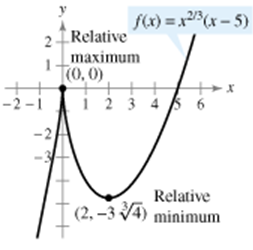 y
f(x) = x^{2/3}(x − 5)
2
Relative
maximum
1
(0, 0)
x
−2 −1 1 2 3 4 5 6
−2
−3
Relative
(2, −3 ∛4) minimum